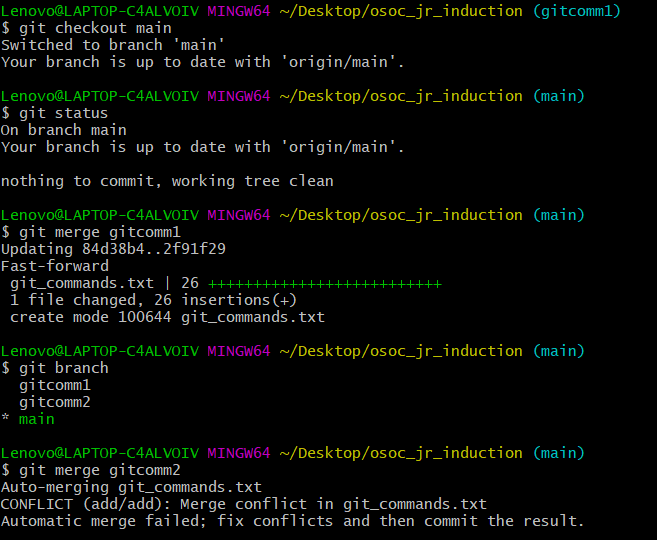 Lenovo@LAPTOP-C4ALVOIV MINGW64 ~/Desktop/osoc_jr_induction (gitcomm1)
$ git checkout main
Switched to branch 'main'
Your branch is up to date with 'origin/main'.
Lenovo@LAPTOP-C4ALVOIV MINGW64 ~/Desktop/osoc_jr_induction (main)
$ git status
On branch main
Your branch is up to date with 'origin/main'.
nothing to commit, working tree clean
Lenovo@LAPTOP-C4ALVOIV MINGW64 ~/Desktop/osoc_jr_induction (main)
$ git merge gitcomm1
Updating 84d38b4..2f91f29
Fast-forward
 git_commands.txt | 26 ++++++++++++++++++++++++++
 1 file changed, 26 insertions(+)
 create mode 100644 git_commands.txt
Lenovo@LAPTOP-C4ALVOIV MINGW64 ~/Desktop/osoc_jr_induction (main)
$ git branch
  gitcomm1
  gitcomm2
* main
Lenovo@LAPTOP-C4ALVOIV MINGW64 ~/Desktop/osoc_jr_induction (main)
$ git merge gitcomm2
Auto-merging git_commands.txt
CONFLICT (add/add): Merge conflict in git_commands.txt
Automatic merge failed; fix conflicts and then commit the result.